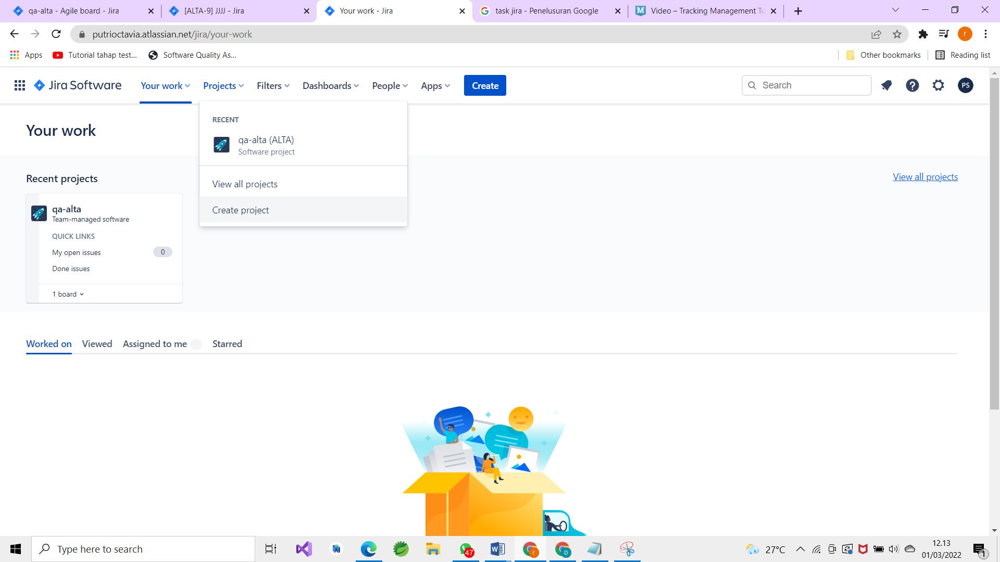 qa-alta - Agile board - Jira
[ALTA-9] JJJJ - Jira
Your work - Jira
task jira - Penelusuran Google
Video – Tracking Management To
putrioctavia.atlassian.net/jira/your-work
r
Apps
Tutorial tahap test...
Software Quality As...
Other bookmarks
Reading list
Jira Software
Your work
Projects
Filters
Dashboards
People
Apps
Create
Search
PS
RECENT
qa-alta (ALTA)
Software project
View all projects
Create project
Your work
Recent projects
View all projects
qa-alta
Team-managed software
QUICK LINKS
My open issues
0
Done issues
1 board
Worked on
Viewed
Assigned to me
Starred
Type here to search
47
r
D
27°C
12.13
01/03/2022
1